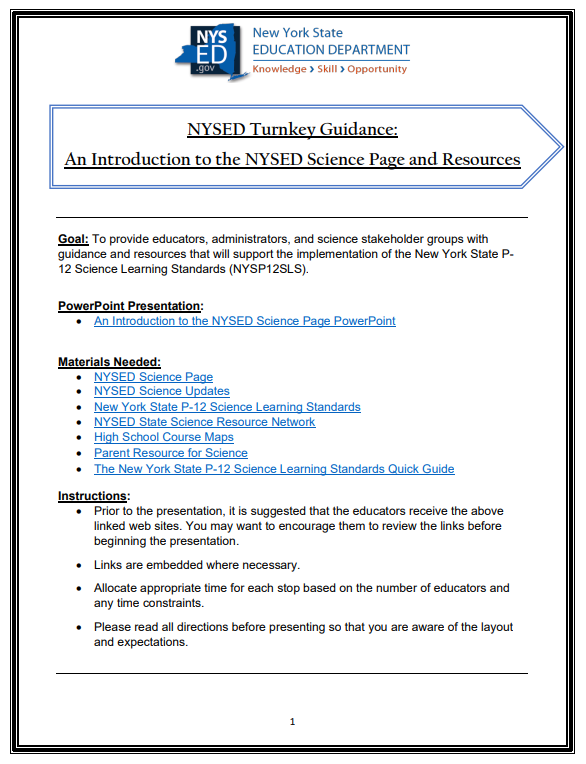 NYS
ED
.gov
New York State
EDUCATION DEPARTMENT
Knowledge › Skill › Opportunity
NYSED Turnkey Guidance:
An Introduction to the NYSED Science Page and Resources
Goal: To provide educators, administrators, and science stakeholder groups with
guidance and resources that will support the implementation of the New York State P-
12 Science Learning Standards (NYSP12SLS).
PowerPoint Presentation:
• An Introduction to the NYSED Science Page PowerPoint
Materials Needed:
• NYSED Science Page
• NYSED Science Updates
• New York State P-12 Science Learning Standards
• NYSED State Science Resource Network
• High School Course Maps
• Parent Resource for Science
• The New York State P-12 Science Learning Standards Quick Guide
Instructions:
• Prior to the presentation, it is suggested that the educators receive the above
linked web sites. You may want to encourage them to review the links before
beginning the presentation.
• Links are embedded where necessary.
• Allocate appropriate time for each stop based on the number of educators and
any time constraints.
• Please read all directions before presenting so that you are aware of the layout
and expectations.
1